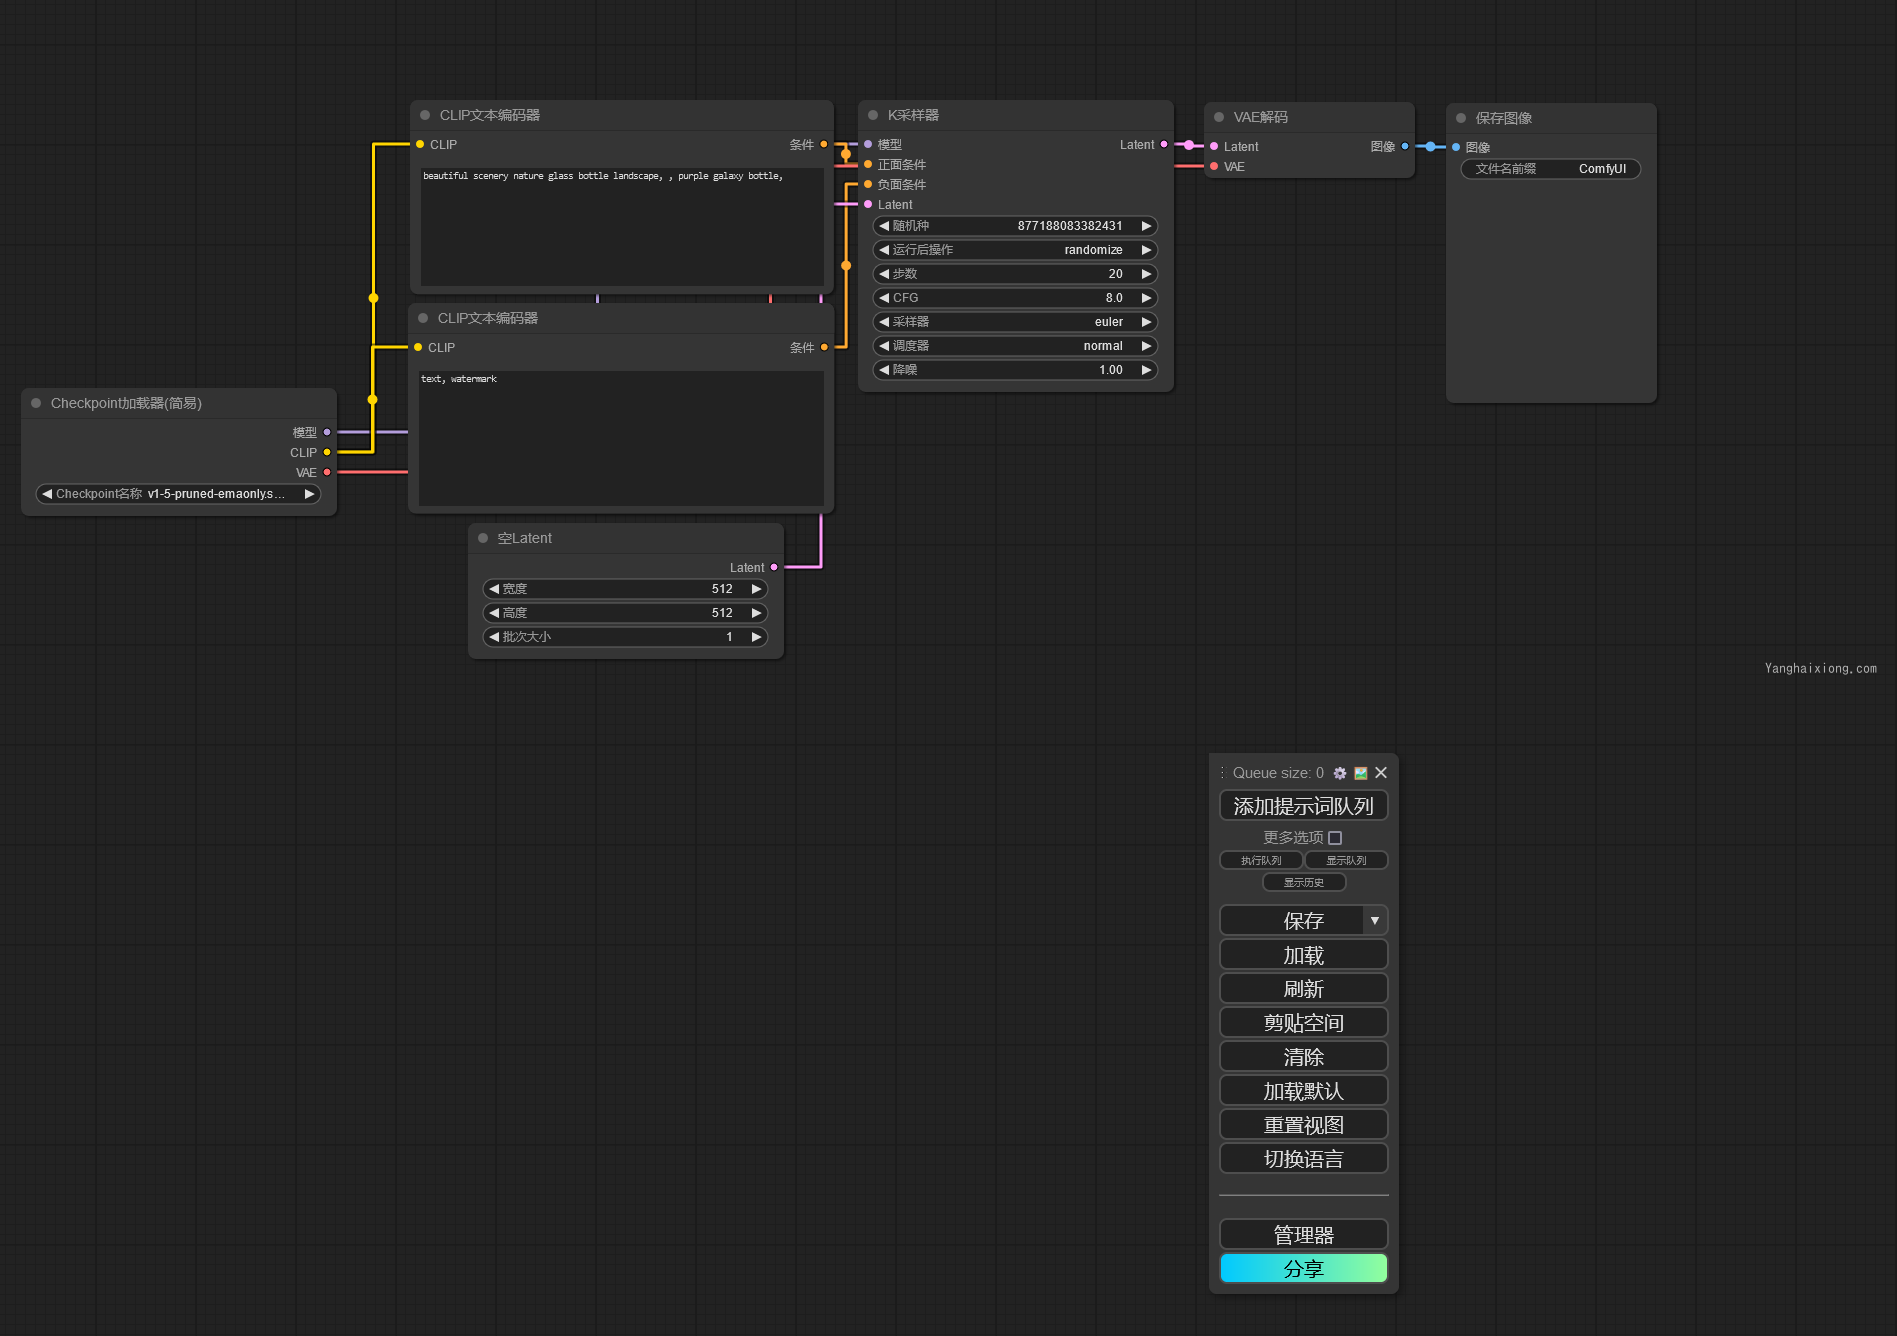 CLIP文本编码器
CLIP
条件
beautiful scenery nature glass bottle landscape, , purple galaxy bottle,
CLIP文本编码器
CLIP
条件
text, watermark
Checkpoint加载器(简易)
模型
CLIP
VAE
Checkpoint名称 v1-5-pruned-emaonly.s...
空Latent
Latent
宽度 512
高度 512
批次大小 1
K采样器
模型 Latent
正面条件
负面条件
Latent
随机种 877188083382431
运行后操作 randomize
步数 20
CFG 8.0
采样器 euler
调度器 normal
降噪 1.00
VAE解码
Latent 图像
VAE
保存图像
图像
文件名前缀 ComfyUI
Yanghaixiong.com
Queue size: 0
添加提示词队列
更多选项
执行队列 显示队列
显示历史
保存
加载
刷新
剪贴空间
清除
加载默认
重置视图
切换语言
管理器
分享